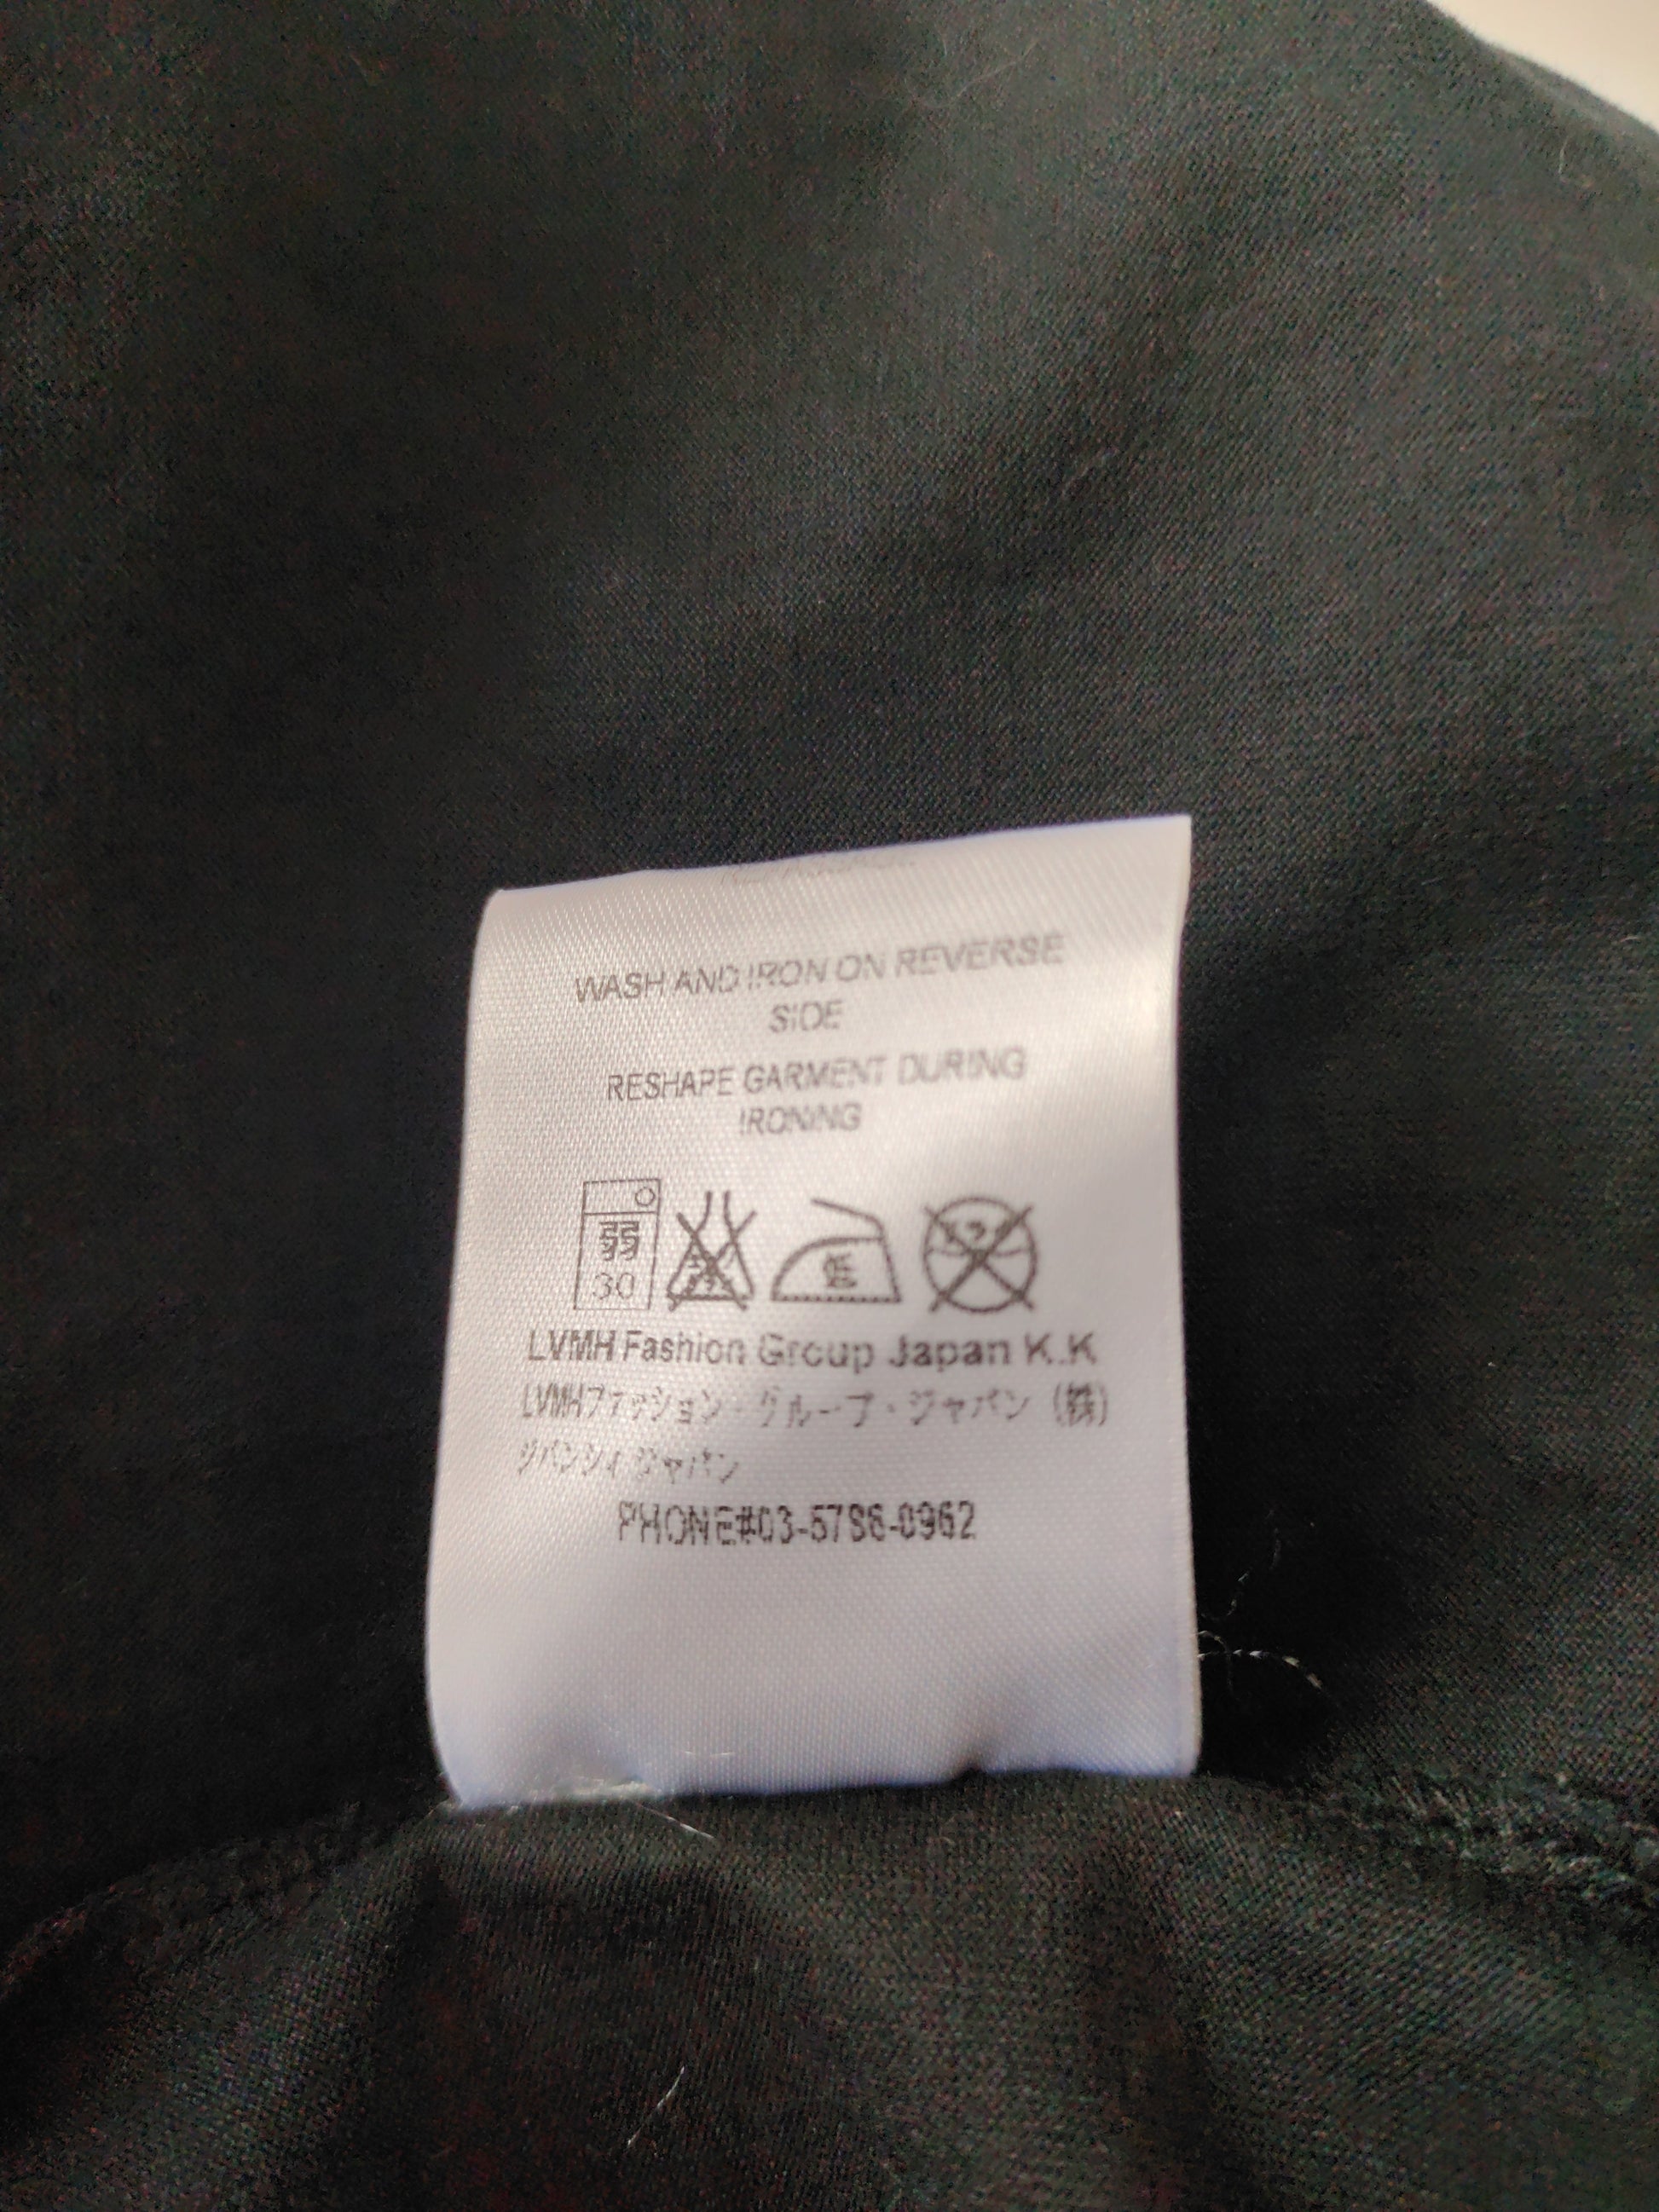 WASH AND IRON ON REVERSE
SIDE
RESHAPE GARMENT DURING
IRONING
弱
30
低
LVMH Fashion Group Japan K.K
LVMHファッション・グループ・ジャパン (株)
ジバンシィ ジャパン
PHONE#03-5786-0962